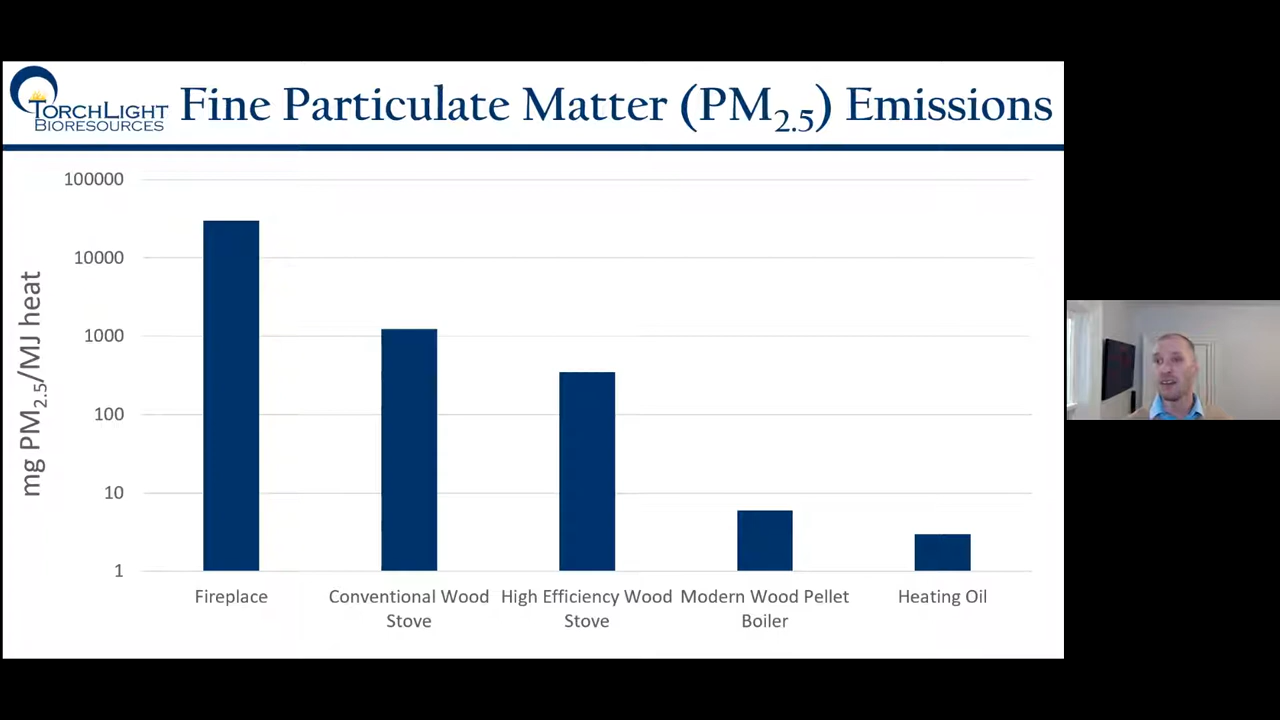 TORCHLIGHT
BIORESOURCES
Fine Particulate Matter (PM2.5) Emissions
mg PM2.5/MJ heat
100000
10000
1000
100
10
1
Fireplace
Conventional Wood
Stove
High Efficiency Wood
Stove
Modern Wood Pellet
Boiler
Heating Oil